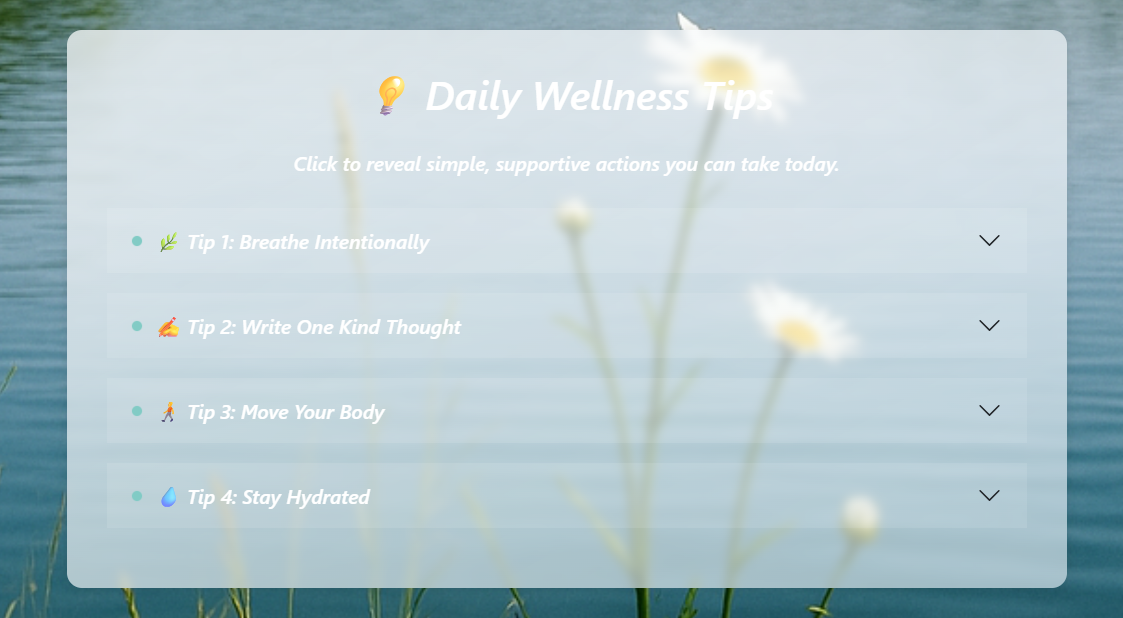 💡 Daily Wellness Tips
Click to reveal simple, supportive actions you can take today.
🌿 Tip 1: Breathe Intentionally
✍️ Tip 2: Write One Kind Thought
🚶 Tip 3: Move Your Body
💧 Tip 4: Stay Hydrated